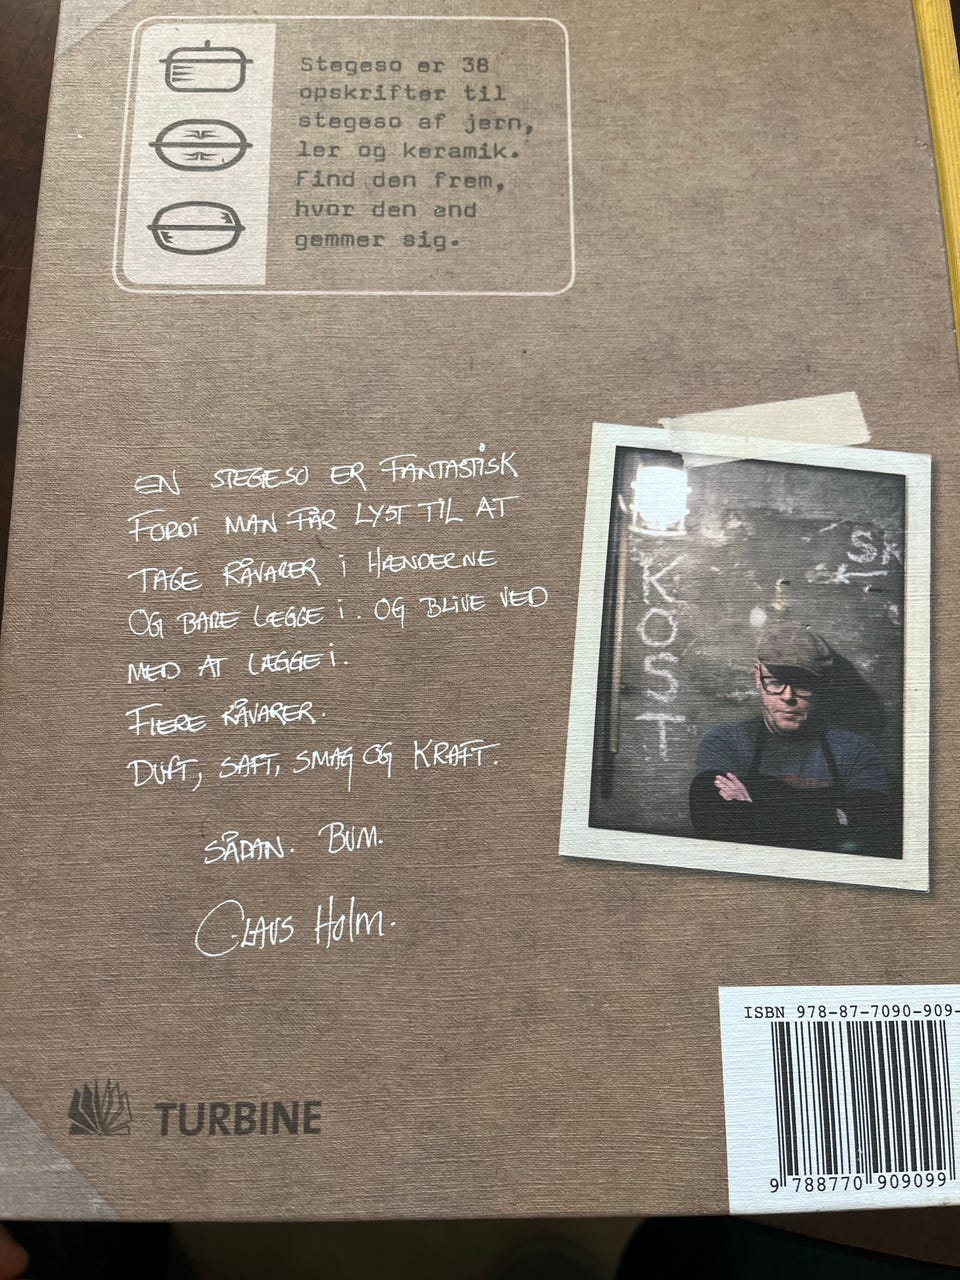 Stegeso er 38
opskrifter til
stegeso af jern,
ler og keramik.
Find den frem,
hvor den end
gemmer sig.
EN STEGESO ER FANTASTISK
FORDI MAN FÅR LYST TIL AT
TAGE RÅVARER I HÆNDERNE
OG BARE LÆGGE I. OG BLIVE VED
MED AT LÆGGE I.
FLERE RÅVARER.
DUFT, SAFT, SMAG OG KRAFT.
SÅDAN. BUM.
CLAUS HOLM.
KOST
SK
TURBINE
ISBN 978-87-7090-909-
9 788770 909099